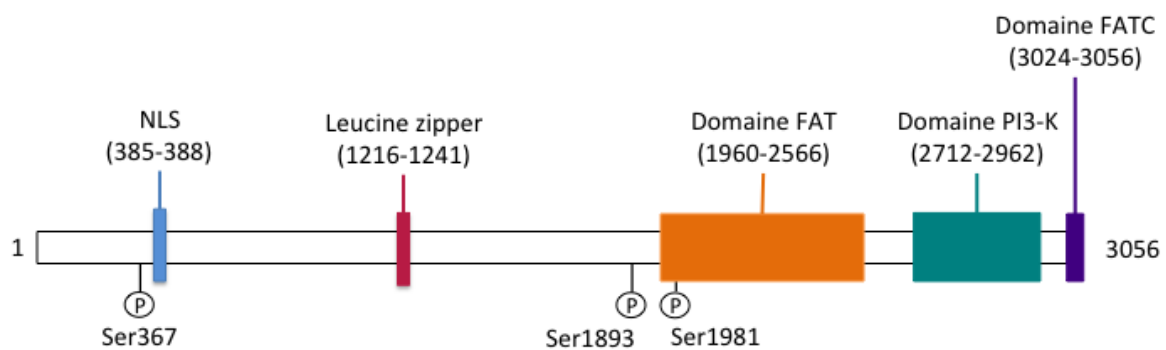 Domaine FATC
(3024-3056)
NLS
(385-388)
Leucine zipper
(1216-1241)
Domaine FAT
(1960-2566)
Domaine PI3-K
(2712-2962)
1
3056
P
P
P
Ser367
Ser1893
Ser1981